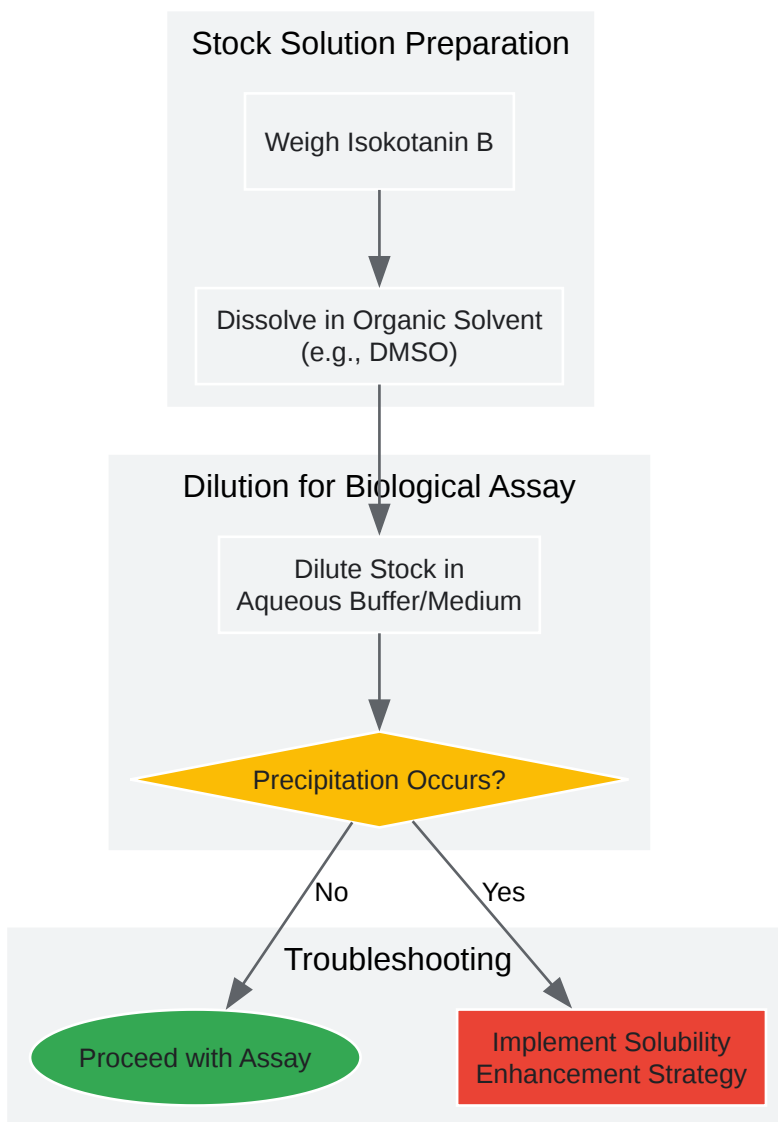 Stock Solution Preparation
Weigh Isokotanin B
Dissolve in Organic Solvent
(e.g., DMSO)
Dilution for Biological Assay
Dilute Stock in
Aqueous Buffer/Medium
Precipitation Occurs?
No
Yes
Troubleshooting
Proceed with Assay
Implement Solubility
Enhancement Strategy